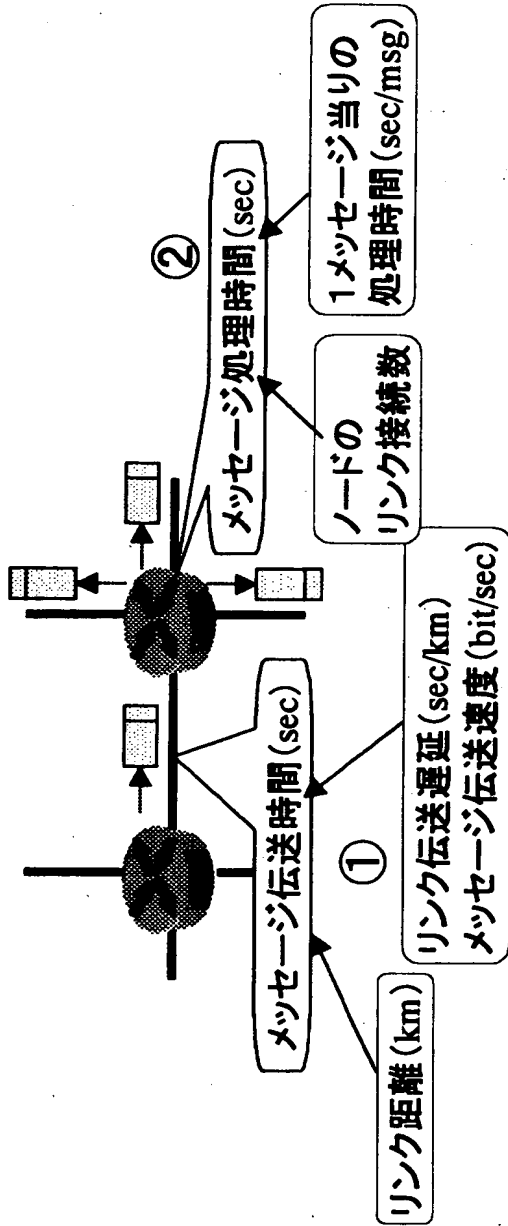 ②
メッセージ処理時間(sec)
1メッセージ当りの
処理時間(sec/msg)
ノードの
リンク接続数
メッセージ伝送時間(sec)
①
リンク伝送遅延(sec/km)
メッセージ伝送速度(bit/sec)
リンク距離(km)